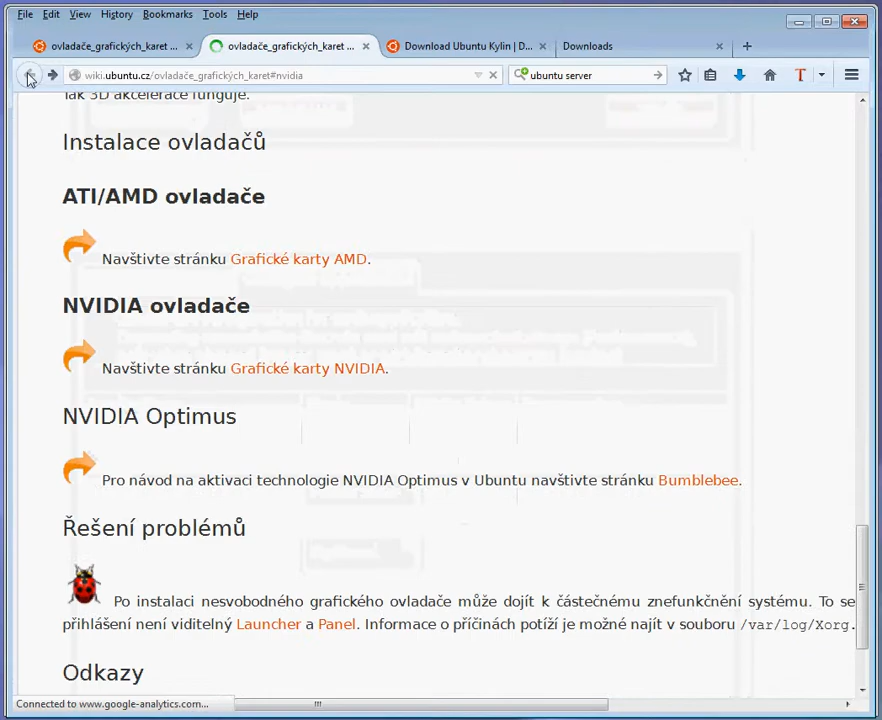 File Edit View History Bookmarks Tools Help
ovladače_grafických_karet ... ovladače_grafických_karet ... Download Ubuntu Kylin | D... Downloads
wiki.ubuntu.cz/ovladače_grafických_karet#nvidia ubuntu server
Tak 3D akcelerace funguje.
Instalace ovladačů
ATI/AMD ovladače
Navštivte stránku Grafické karty AMD.
NVIDIA ovladače
Navštivte stránku Grafické karty NVIDIA.
NVIDIA Optimus
Pro návod na aktivaci technologie NVIDIA Optimus v Ubuntu navštivte stránku Bumblebee.
Řešení problémů
Po instalaci nesvobodného grafického ovladače může dojít k částečnému znefunkčnění systému. To se
přihlášení není viditelný Launcher a Panel. Informace o příčinách potíží je možné najít v souboru /var/log/Xorg.
Odkazy
Connected to www.google-analytics.com...